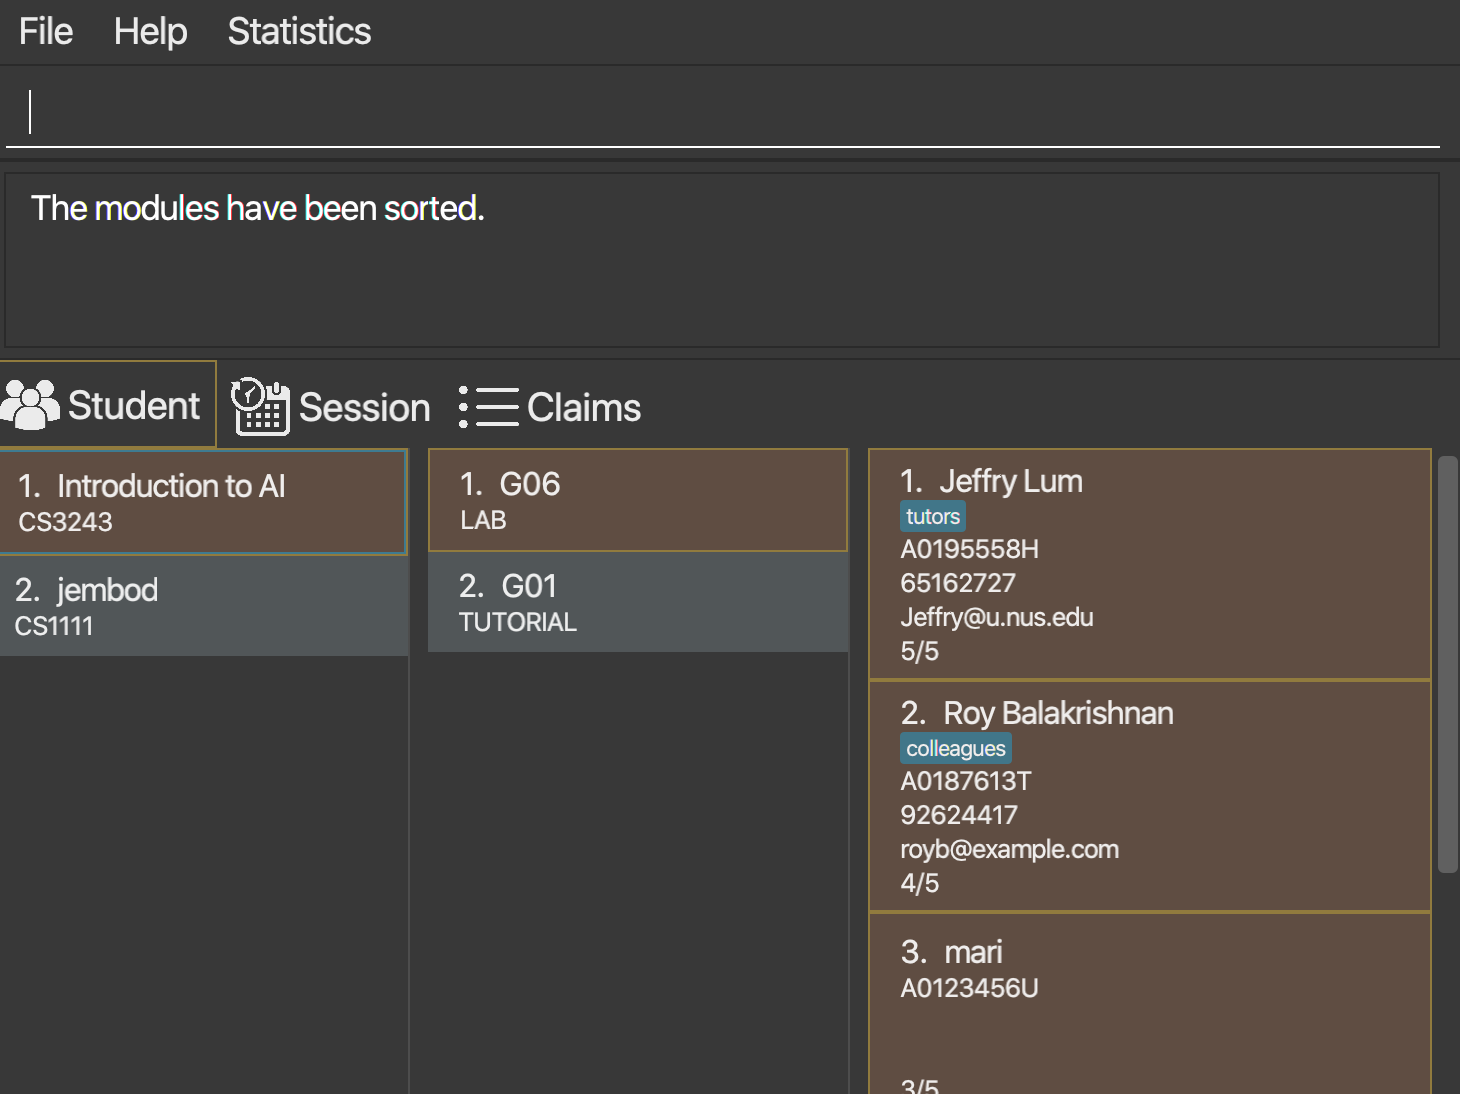 File Help Statistics
The modules have been sorted.
Student Session Claims
1. Introduction to AI
CS3243
2. jembod
CS1111
1. G06
LAB
2. G01
TUTORIAL
1. Jeffry Lum
tutors
A0195558H
65162727
Jeffry@u.nus.edu
5/5
2. Roy Balakrishnan
colleagues
A0187613T
92624417
royb@example.com
4/5
3. mari
A0123456U
3/5